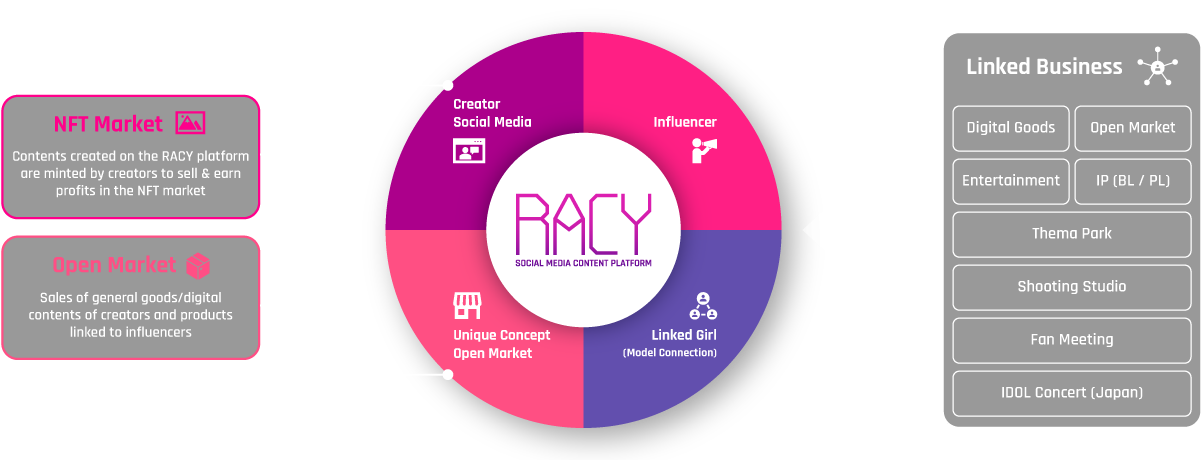 NFT Market
Contents created on the RACY platform
are minted by creators to sell & earn
profits in the NFT market
Open Market
Sales of general goods/digital
contents of creators and products
linked to influencers
Creator
Social Media
Influencer
RACY
SOCIAL MEDIA CONTENT PLATFORM
Unique Concept
Open Market
Linked Girl
(Model Connection)
Linked Business
Digital Goods
Open Market
Entertainment
IP (BL / PL)
Thema Park
Shooting Studio
Fan Meeting
IDOL Concert (Japan)